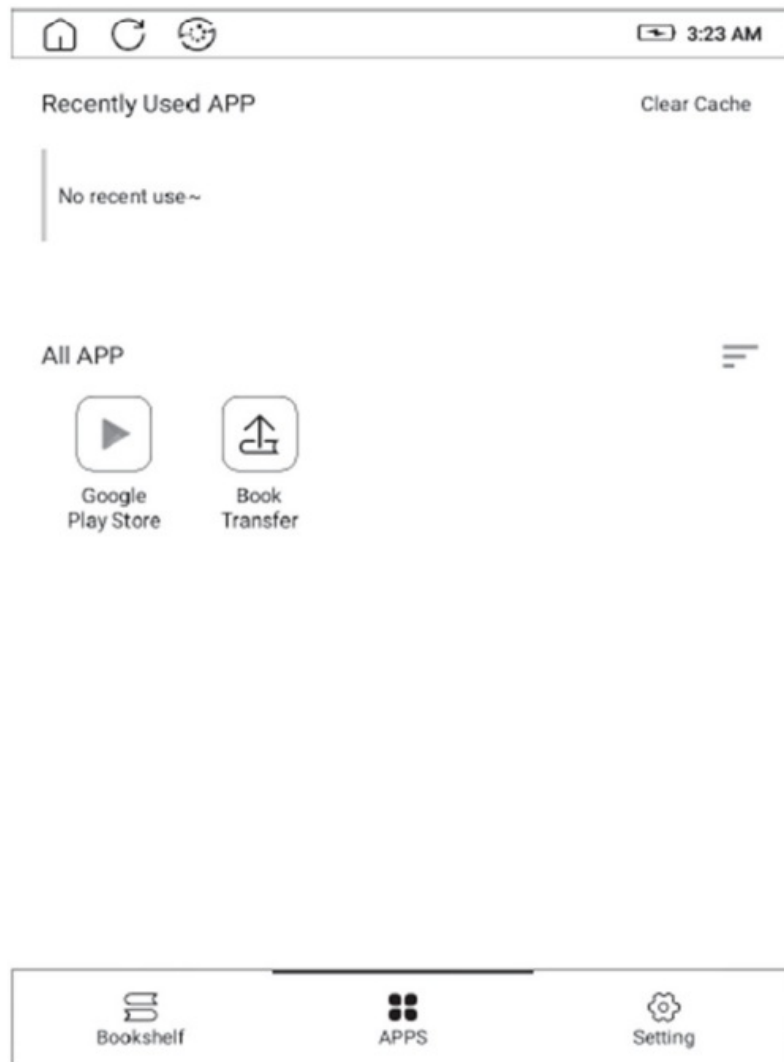 3:23 AM
Recently Used APP
Clear Cache
No recent use~
All APP
Google
Play Store
Book
Transfer
Bookshelf
APPS
Setting